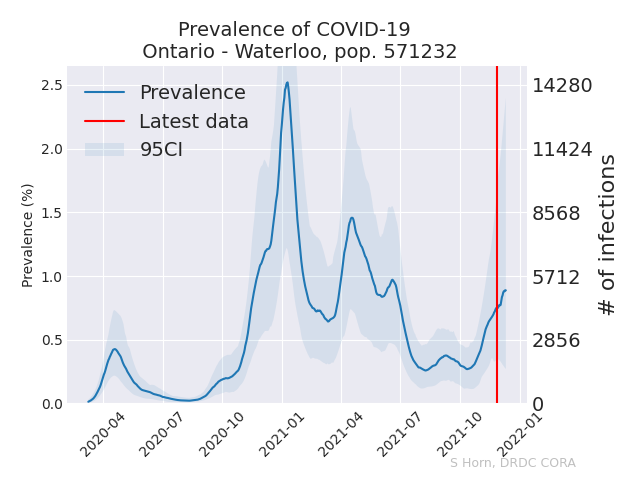 Prevalence of COVID-19
Ontario - Waterloo, pop. 571232
Prevalence
Latest data
95CI
Prevalence (%)
2.5
2.0
1.5
1.0
0.5
0.0
14280
11424
8568
5712
2856
0
# of infections
2020-04
2020-07
2020-10
2021-01
2021-04
2021-07
2021-10
2022-01
S Horn, DRDC CORA